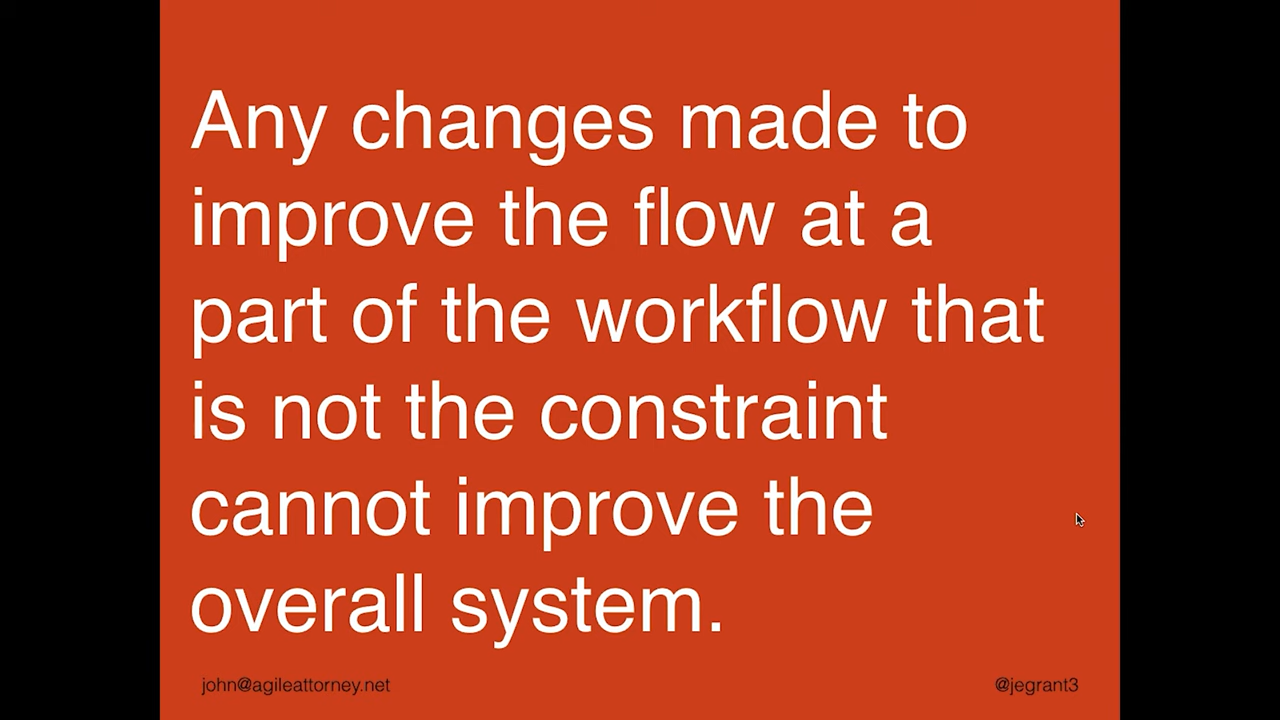 Any changes made to
improve the flow at a
part of the workflow that
is not the constraint
cannot improve the
overall system.
john@agileattorney.net
@jegrant3